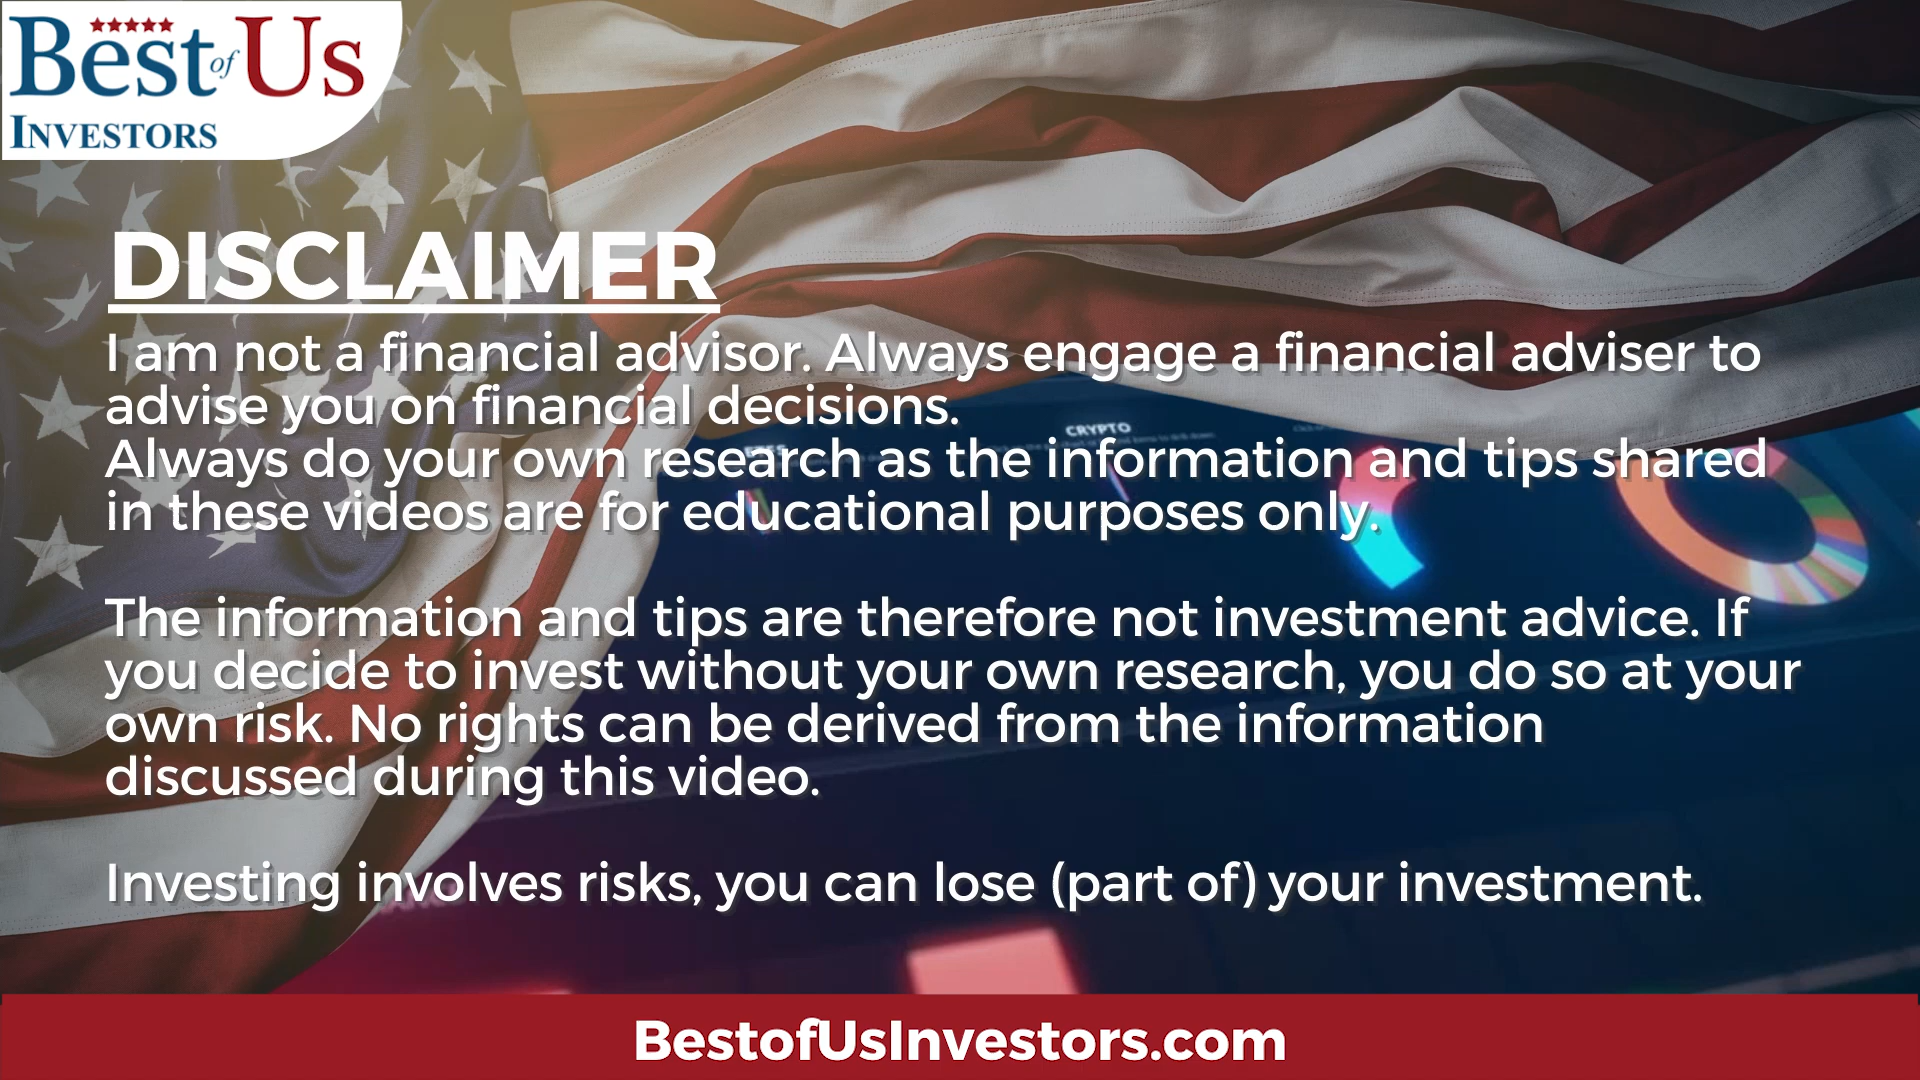 Best of Us
INVESTORS
DISCLAIMER
I am not a financial advisor. Always engage a financial adviser to
advise you on financial decisions.
CRYPTO
Always do your own research as the information and tips shared
in these videos are for educational purposes only.
The information and tips are therefore not investment advice. If
you decide to invest without your own research, you do so at your
own risk. No rights can be derived from the information
discussed during this video.
Investing involves risks, you can lose (part of) your investment.
BestofUsInvestors.com